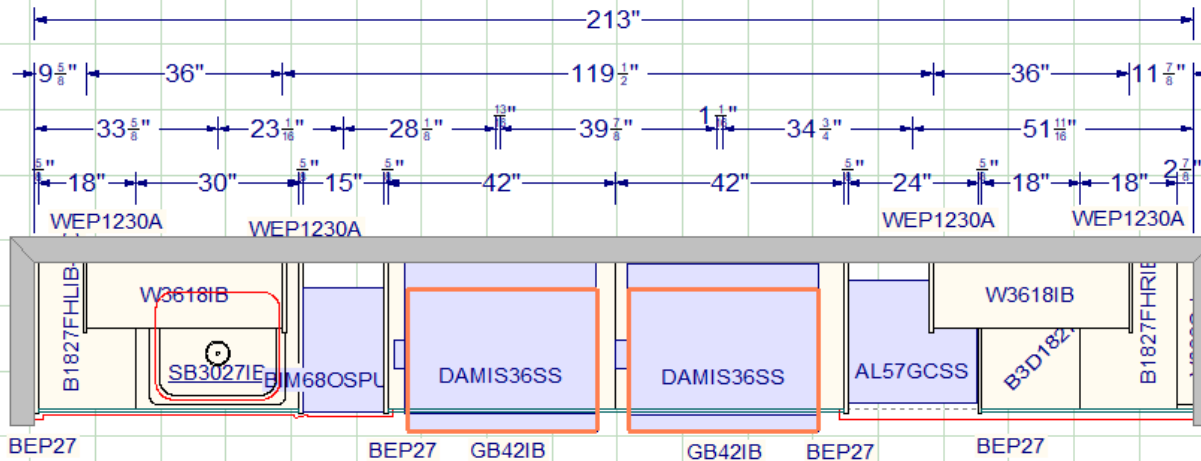 213"
9 5/8" 36" 119 1/2" 36" 11 7/8"
33 5/8" 23 1/16" 28 1/8" 13/16" 39 7/8" 1 1/16" 34 3/4" 51 11/16"
5/8" 18" 30" 5/8" 15" 5/8" 42" 42" 5/8" 24" 5/8" 18" 18" 2 7/8"
WEP1230A WEP1230A WEP1230A WEP1230A
B1827FHLIB
W3618IB
SB3027IB
BIM68OSPU
DAMIS36SS
DAMIS36SS
AL57GCSS
W3618IB
B3D1827
B1827FHRIB
BEP27 BEP27 GB42IB GB42IB BEP27 BEP27